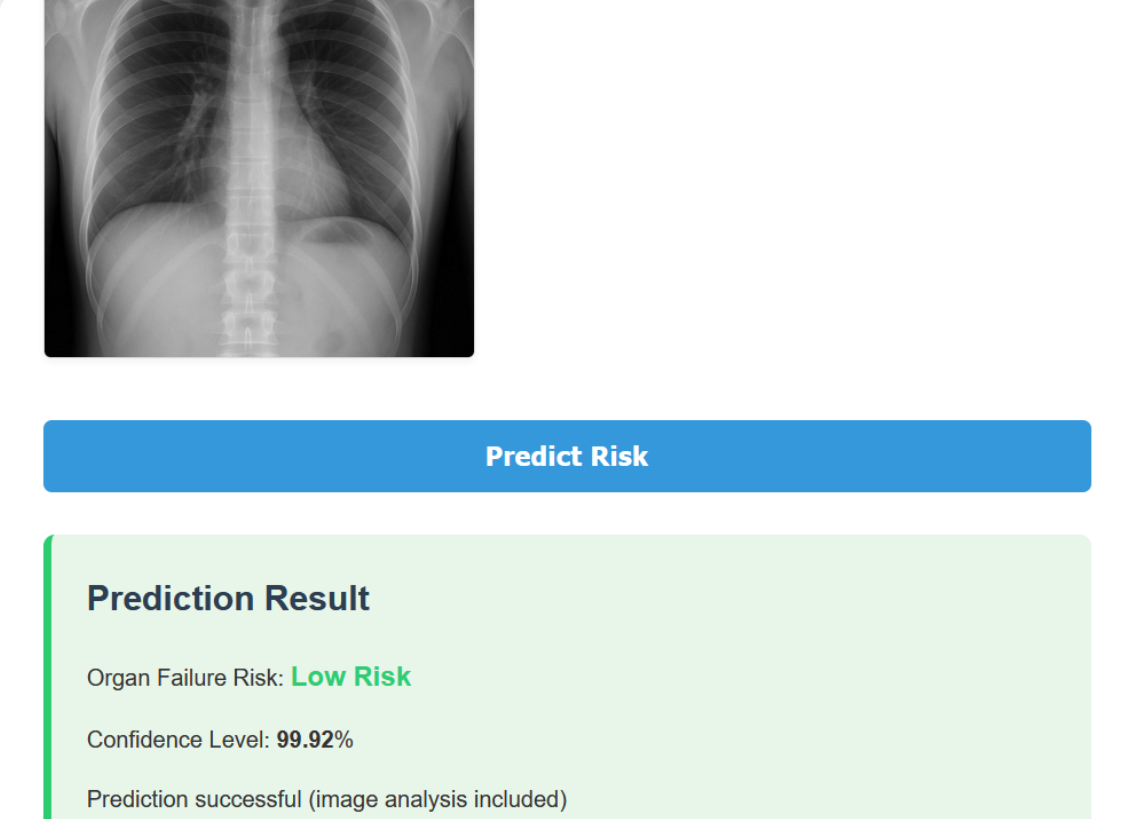 Predict Risk
Prediction Result
Organ Failure Risk: Low Risk
Confidence Level: 99.92%
Prediction successful (image analysis included)